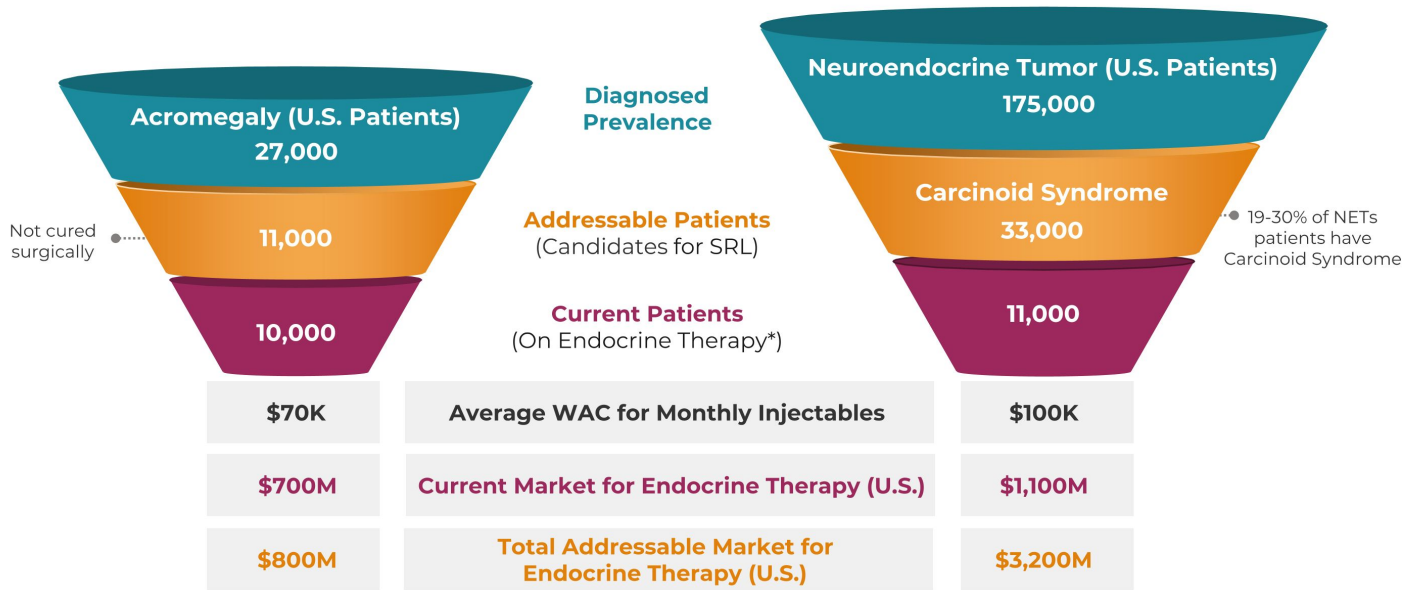 Acromegaly (U.S. Patients)
27,000
Not cured
surgically
11,000
10,000
Diagnosed
Prevalence
Addressable Patients
(Candidates for SRL)
Current Patients
(On Endocrine Therapy*)
Neuroendocrine Tumor (U.S. Patients)
175,000
Carcinoid Syndrome
33,000
19-30% of NETs
patients have
Carcinoid Syndrome
11,000
$70K
Average WAC for Monthly Injectables
$100K
$700M
Current Market for Endocrine Therapy (U.S.)
$1,100M
$800M
Total Addressable Market for
Endocrine Therapy (U.S.)
$3,200M